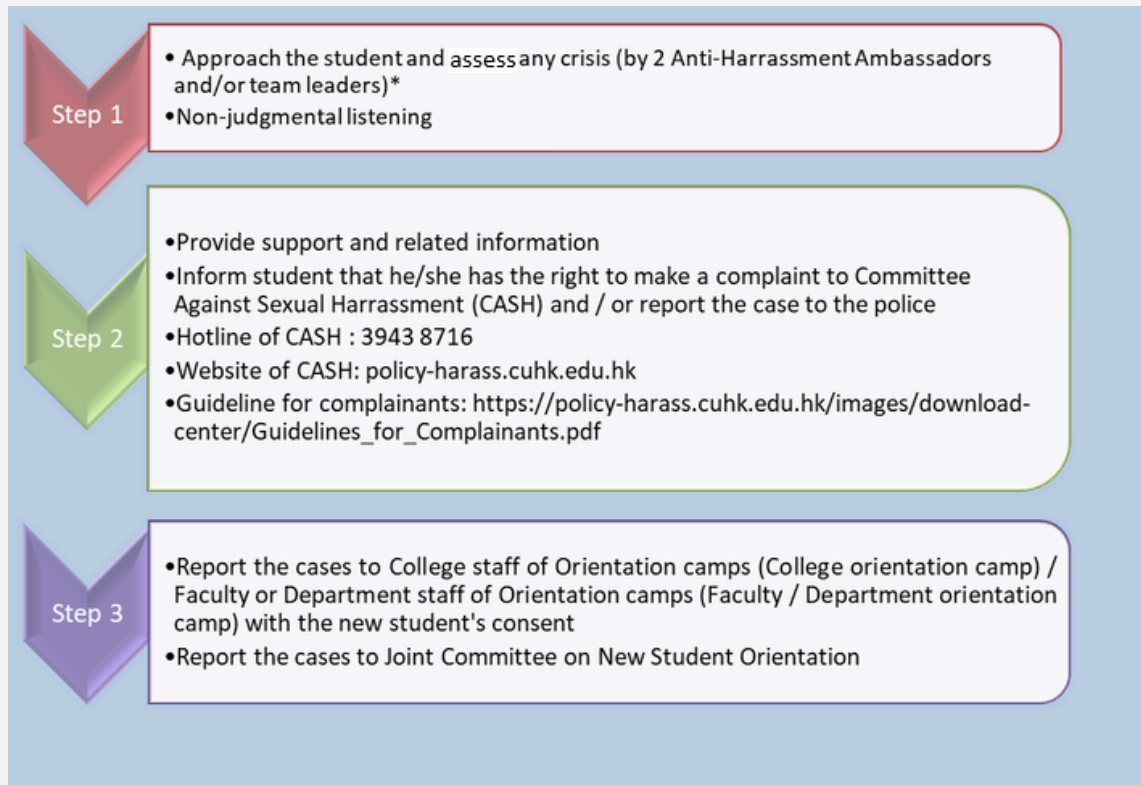 Step 1
• Approach the student and assess any crisis (by 2 Anti-Harrassment Ambassadors
and/or team leaders)*
•Non-judgmental listening
Step 2
•Provide support and related information
•Inform student that he/she has the right to make a complaint to Committee
Against Sexual Harrassment (CASH) and / or report the case to the police
•Hotline of CASH : 3943 8716
•Website of CASH: policy-harass.cuhk.edu.hk
•Guideline for complainants: https://policy-harass.cuhk.edu.hk/images/download-
center/Guidelines_for_Complainants.pdf
Step 3
•Report the cases to College staff of Orientation camps (College orientation camp) /
Faculty or Department staff of Orientation camps (Faculty / Department orientation
camp) with the new student's consent
•Report the cases to Joint Committee on New Student Orientation